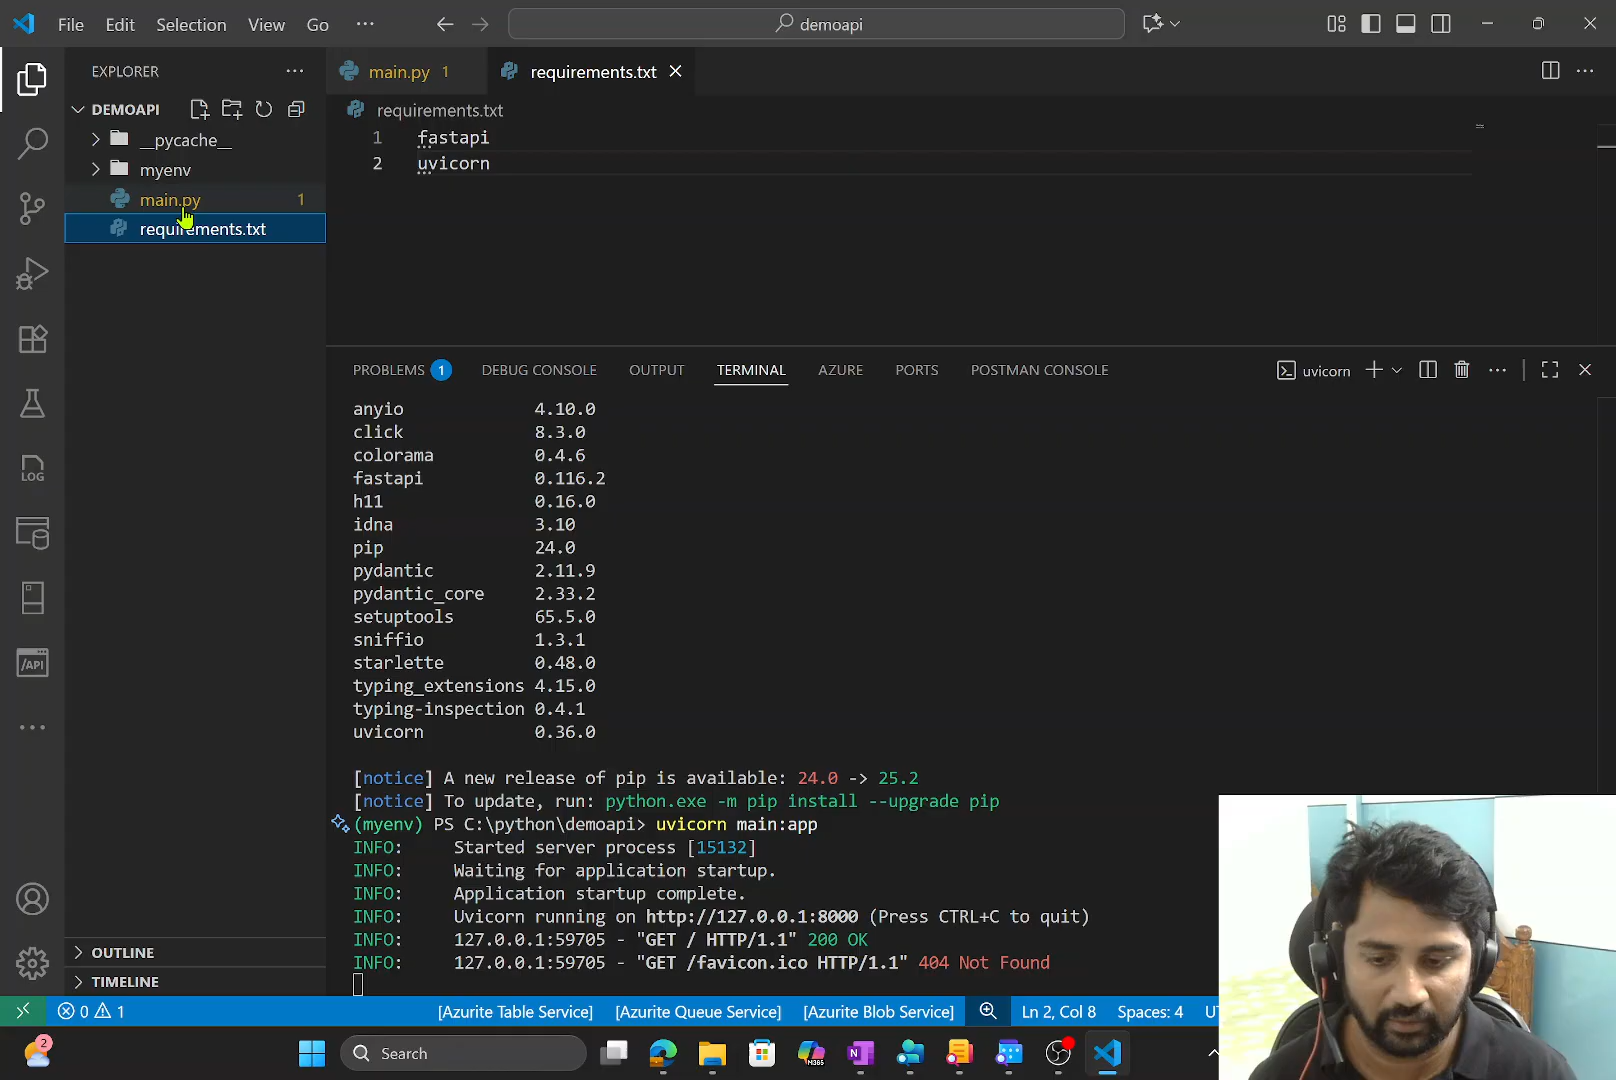 File Edit Selection View Go ··· demoapi
EXPLORER ···
main.py 1
requirements.txt
DEMOAPI
requirements.txt
__pycache__
myenv
main.py 1
requirements.txt
1 fastapi
2 uvicorn
PROBLEMS 1 DEBUG CONSOLE OUTPUT TERMINAL AZURE PORTS POSTMAN CONSOLE
uvicorn
anyio 4.10.0
click 8.3.0
colorama 0.4.6
fastapi 0.116.2
h11 0.16.0
idna 3.10
pip 24.0
pydantic 2.11.9
pydantic_core 2.33.2
setuptools 65.5.0
sniffio 1.3.1
starlette 0.48.0
typing_extensions 4.15.0
typing-inspection 0.4.1
uvicorn 0.36.0
[notice] A new release of pip is available: 24.0 -> 25.2
[notice] To update, run: python.exe -m pip install --upgrade pip
(myenv) PS C:\python\demoapi> uvicorn main:app
INFO: Started server process [15132]
INFO: Waiting for application startup.
INFO: Application startup complete.
INFO: Uvicorn running on http://127.0.0.1:8000 (Press CTRL+C to quit)
INFO: 127.0.0.1:59705 - "GET / HTTP/1.1" 200 OK
INFO: 127.0.0.1:59705 - "GET /favicon.ico HTTP/1.1" 404 Not Found
LOG
/API
OUTLINE
TIMELINE
0 1 [Azurite Table Service] [Azurite Queue Service] [Azurite Blob Service] Ln 2, Col 8 Spaces: 4 UT
2
Search
M365